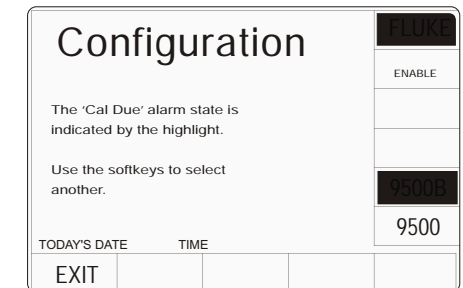 Configuration
FLUKE
ENABLE
The ‘Cal Due’ alarm state is
indicated by the highlight.
Use the softkeys to select
another.
9500B
9500
TODAY'S DATE TIME
EXIT